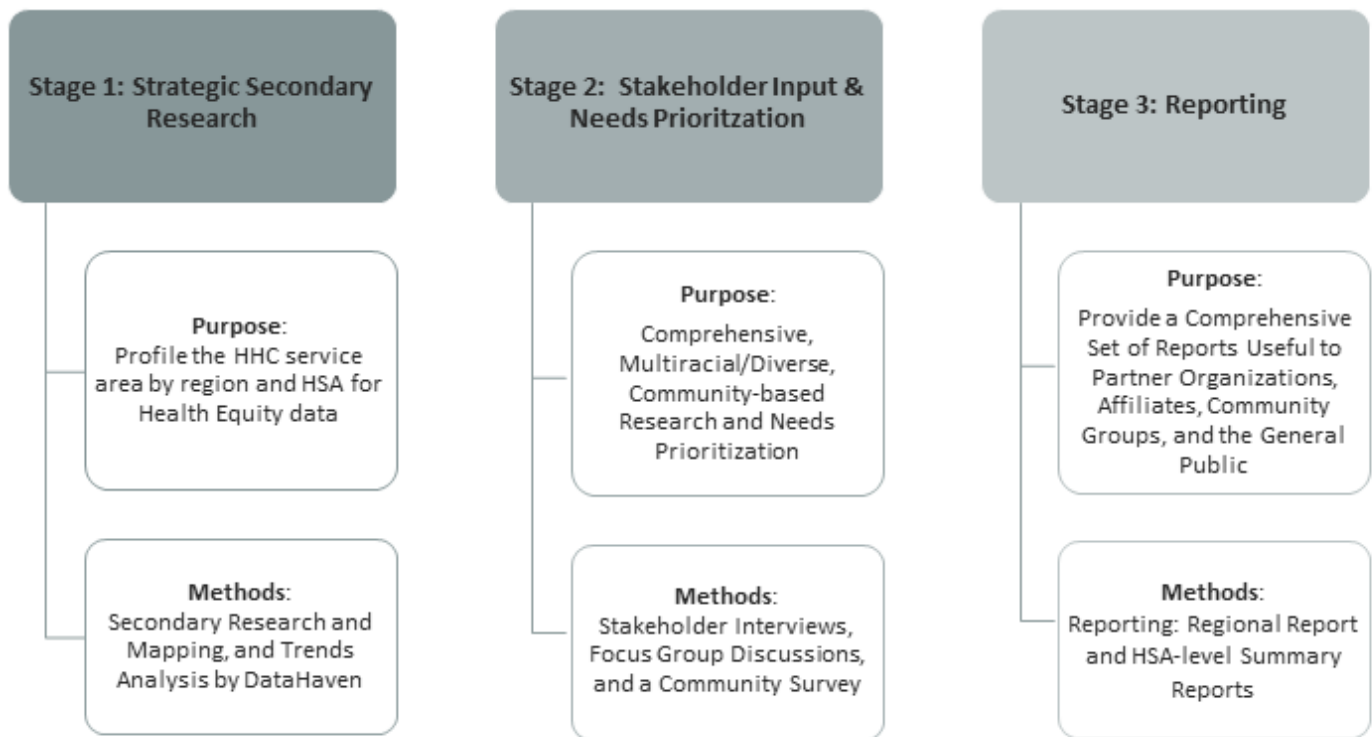 Stage 1: Strategic Secondary
Research
Purpose:
Profile the HHC service
area by region and HSA for
Health Equity data
Methods:
Secondary Research and
Mapping, and Trends
Analysis by DataHaven
Stage 2:  Stakeholder Input &
Needs Prioritzation
Purpose:
Comprehensive,
Multiracial/Diverse,
Community-based
Research and Needs
Prioritization
Methods:
Stakeholder Interviews,
Focus Group Discussions,
and a Community Survey
Stage 3: Reporting
Purpose:
Provide a Comprehensive
Set of Reports Useful to
Partner Organizations,
Affiliates, Community
Groups, and the General
Public
Methods:
Reporting: Regional Report
and HSA-level Summary
Reports